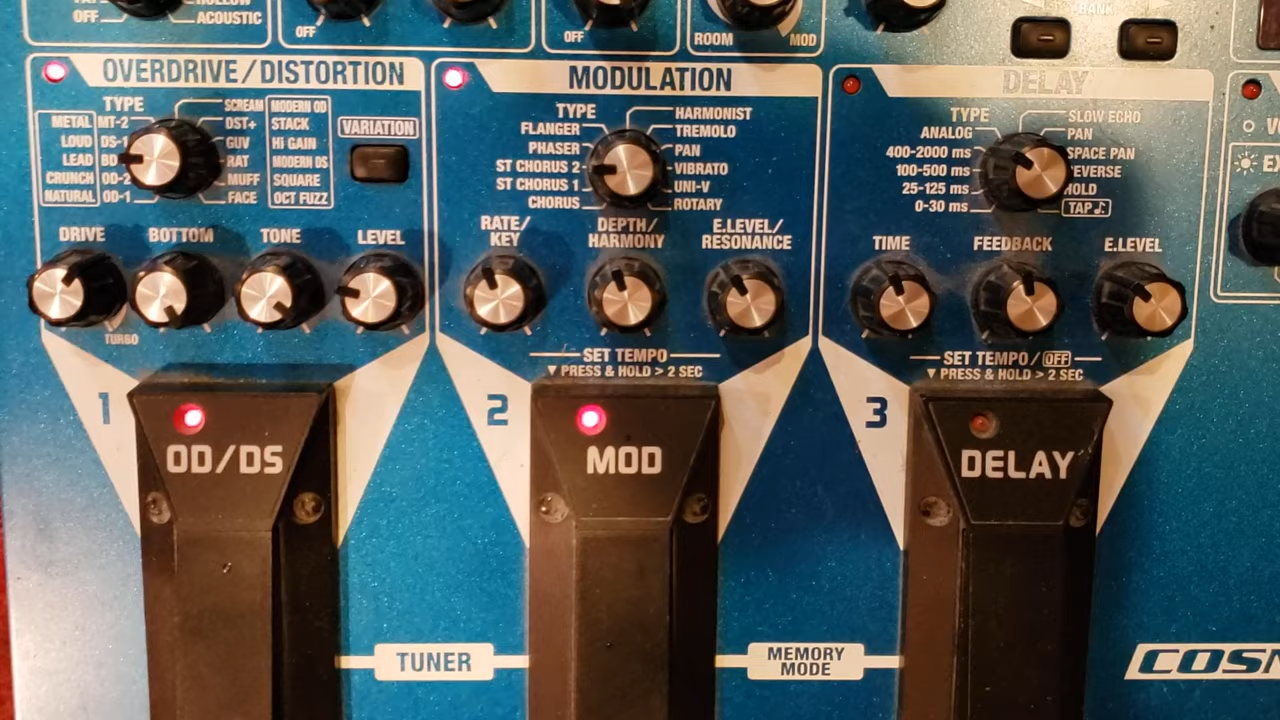 HOLLOW
OFF ACOUSTIC
OFF
OFF
ROOM MOD
BANK
OVERDRIVE/DISTORTION
TYPE
METAL MT-2 SCREAM MODERN OD
LOUD DS-1 DST+ STACK
LEAD BD GUV Hi GAIN
CRUNCH OD-2 RAT MODERN DS
NATURAL OD-1 MUFF SQUARE
FACE OCT FUZZ
VARIATION
DRIVE BOTTOM TONE LEVEL
TURBO
MODULATION
TYPE
FLANGER HARMONIST
PHASER TREMOLO
ST CHORUS 2 PAN
ST CHORUS 1 VIBRATO
CHORUS UNI-V
ROTARY
RATE/
KEY
DEPTH/
HARMONY
E.LEVEL/
RESONANCE
SET TEMPO
▼ PRESS & HOLD > 2 SEC
DELAY
TYPE
ANALOG SLOW ECHO
400-2000 ms PAN
100-500 ms SPACE PAN
25-125 ms REVERSE
0-30 ms HOLD
TAP♪
TIME FEEDBACK E.LEVEL
SET TEMPO/OFF
▼ PRESS & HOLD > 2 SEC
1
OD/DS
2
MOD
3
DELAY
TUNER
MEMORY
MODE